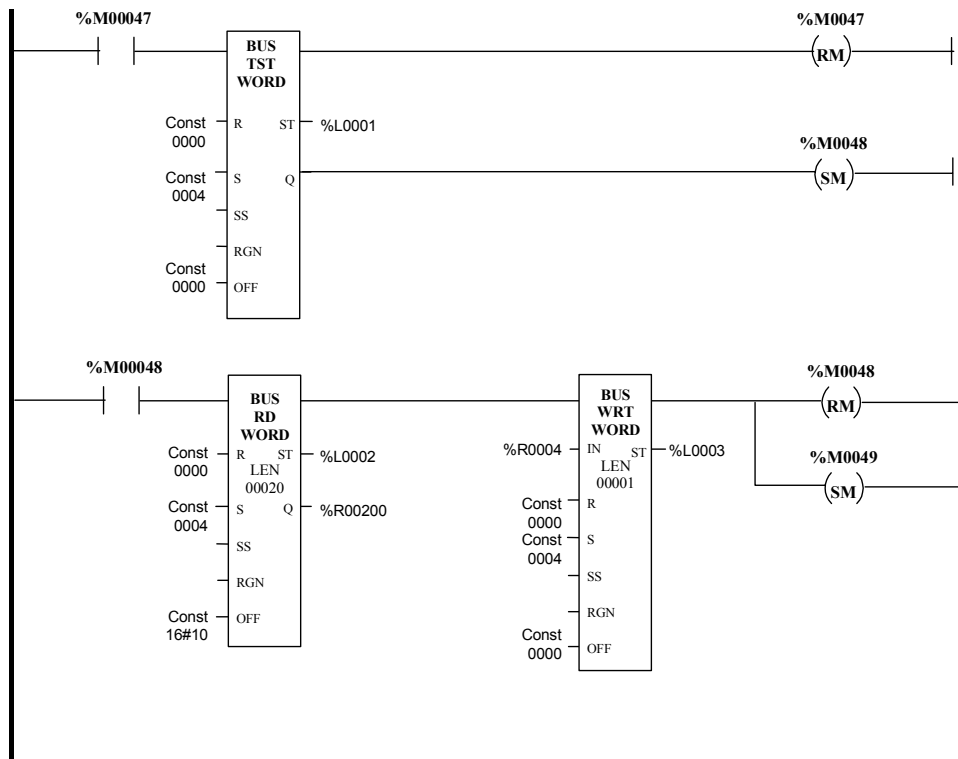 %M00047
%M0047
BUS
TST
WORD
(RM)
Const
0000
R
ST
%L0001
%M0048
Const
0004
S
Q
(SM)
SS
RGN
Const
0000
OFF
%M00048
%M0048
BUS
RD
WORD
BUS
WRT
WORD
(RM)
Const
0000
R
ST
%L0002
LEN
00020
%R0004
IN
ST
%L0003
LEN
00001
%M0049
(SM)
Const
0004
S
Q
%R00200
Const
0000
R
SS
Const
0004
S
RGN
SS
Const
16#10
OFF
RGN
Const
0000
OFF